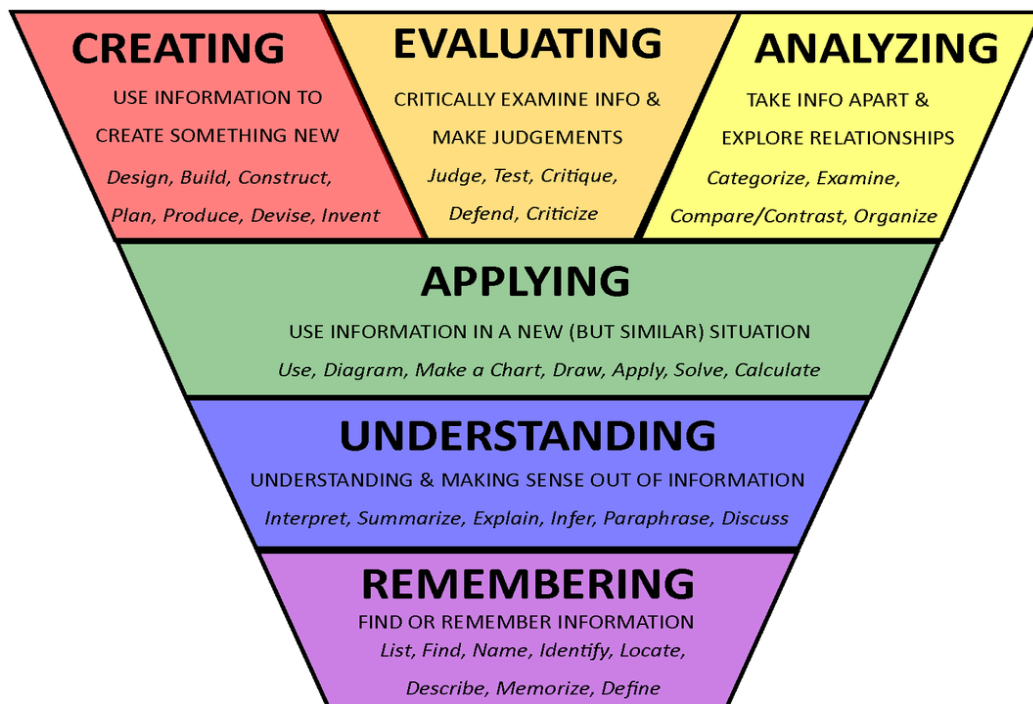 CREATING
USE INFORMATION TO
CREATE SOMETHING NEW
Design, Build, Construct,
Plan, Produce, Devise, Invent
EVALUATING
CRITICALLY EXAMINE INFO &
MAKE JUDGEMENTS
Judge, Test, Critique,
Defend, Criticize
ANALYZING
TAKE INFO APART &
EXPLORE RELATIONSHIPS
Categorize, Examine,
Compare/Contrast, Organize
APPLYING
USE INFORMATION IN A NEW (BUT SIMILAR) SITUATION
Use, Diagram, Make a Chart, Draw, Apply, Solve, Calculate
UNDERSTANDING
UNDERSTANDING & MAKING SENSE OUT OF INFORMATION
Interpret, Summarize, Explain, Infer, Paraphrase, Discuss
REMEMBERING
FIND OR REMEMBER INFORMATION
List, Find, Name, Identify, Locate,
Describe, Memorize, Define